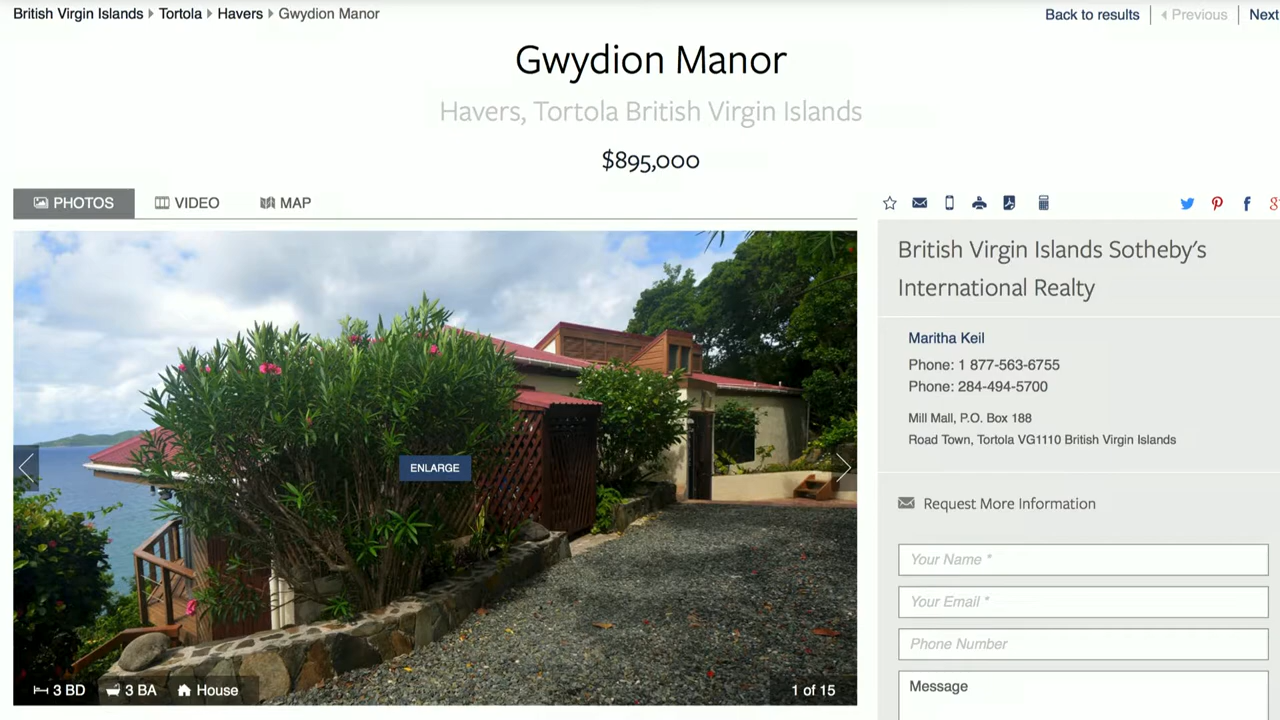 British Virgin Islands Tortola Havers Gwydion Manor
Back to results Previous Next
Gwydion Manor
Havers, Tortola British Virgin Islands
$895,000
PHOTOS VIDEO MAP
British Virgin Islands Sotheby's
International Realty
Maritha Keil
Phone: 1 877-563-6755
Phone: 284-494-5700
Mill Mall, P.O. Box 188
Road Town, Tortola VG1110 British Virgin Islands
ENLARGE
Request More Information
Your Name *
Your Email *
Phone Number
Message
3 BD 3 BA House 1 of 15